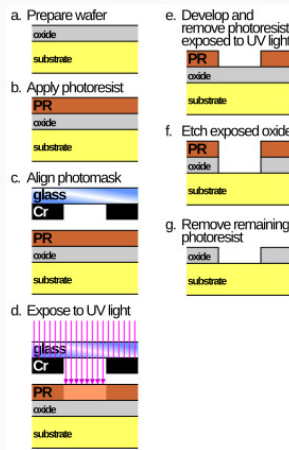 a. Prepare wafer
oxide
substrate
b. Apply photoresist
PR
oxide
substrate
c. Align photomask
glass
Cr
PR
oxide
substrate
d. Expose to UV light
glass
Cr
PR
oxide
substrate
e. Develop and
remove photoresist
exposed to UV light
PR
oxide
substrate
f. Etch exposed oxide
PR
oxide
substrate
g. Remove remaining
photoresist
oxide
substrate